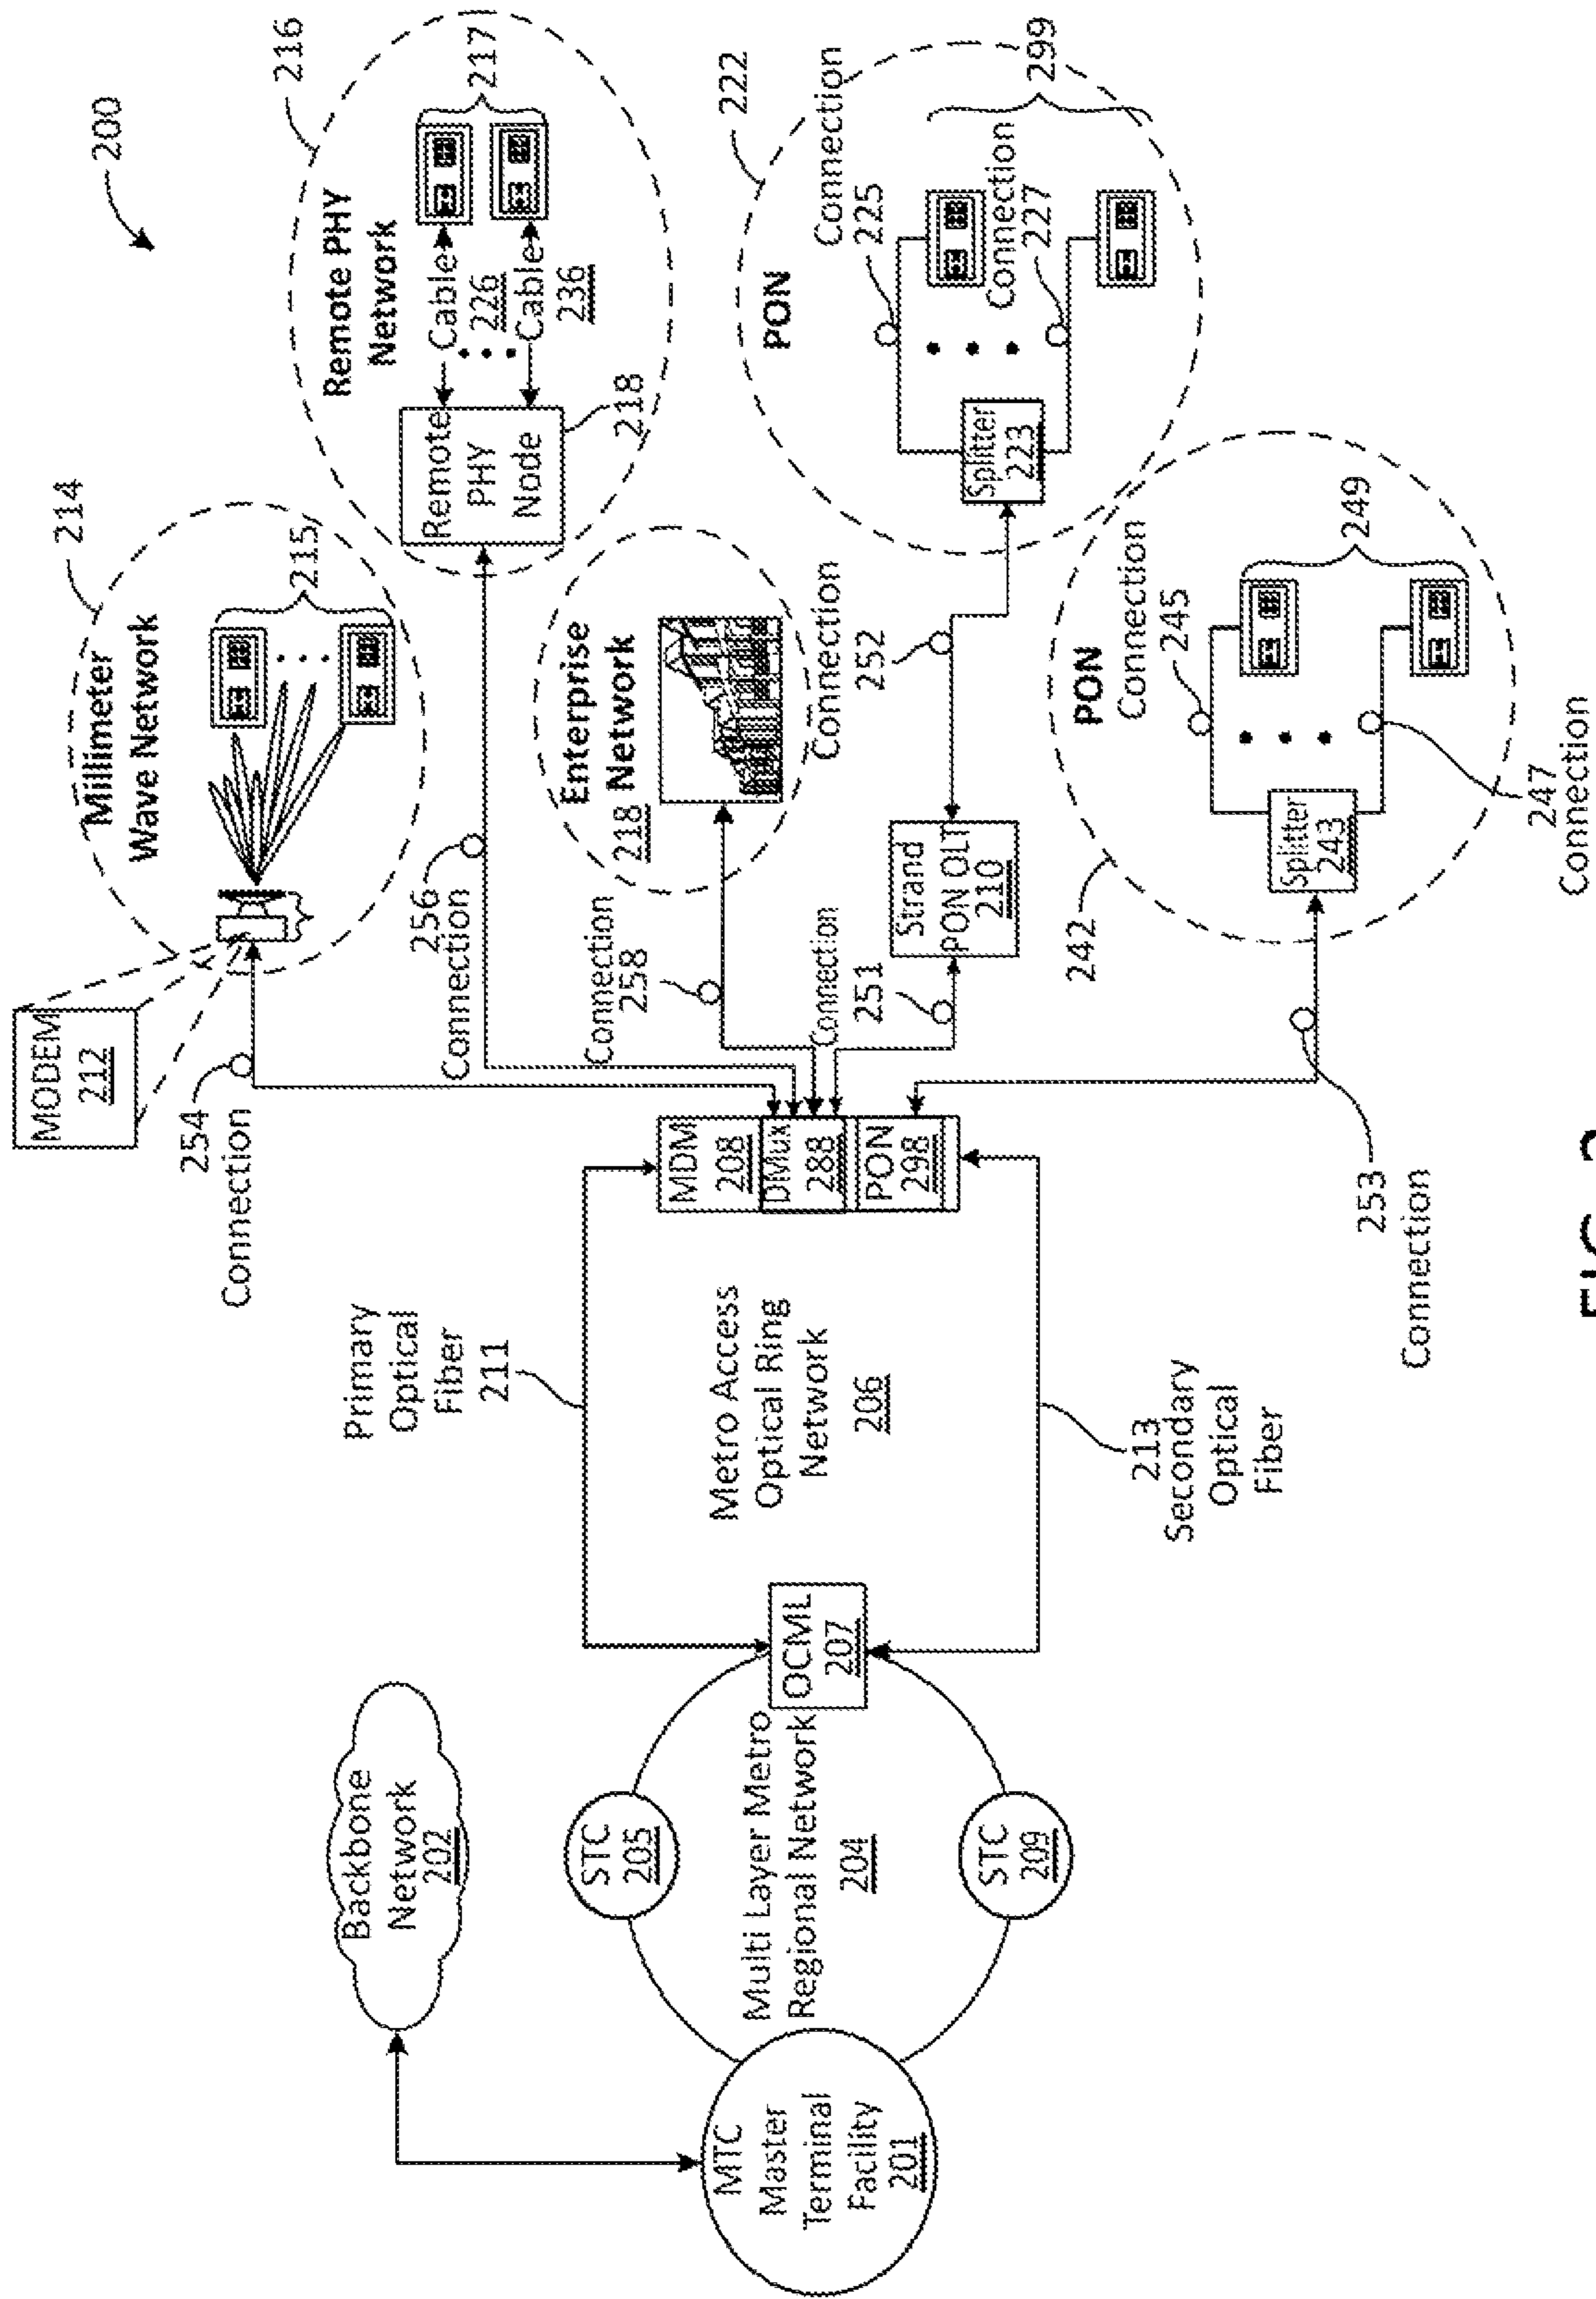 200
Backbone
Network
202
MTC
Master
Terminal
Facility
201
STC
205
Multi Layer Metro
Regional Network
204
STC
209
OCML
207
Primary
Optical
Fiber
211
Metro Access
Optical Ring
Network
206
213
Secondary
Optical
Fiber
MDM
208
DMux
288
PON
298
MODEM
212
254
Connection
Millimeter
Wave Network
214
215
256
Connection
Remote PHY
Network
216
Remote
PHY
Node
218
Cable
226
Cable
236
217
Connection
258
Enterprise
Network
218
Connection
251
Strand
PON OLT
210
Connection
252
PON
222
Splitter
223
Connection
225
Connection
227
299
253
Connection
242
PON
Splitter
243
Connection
245
247
Connection
249